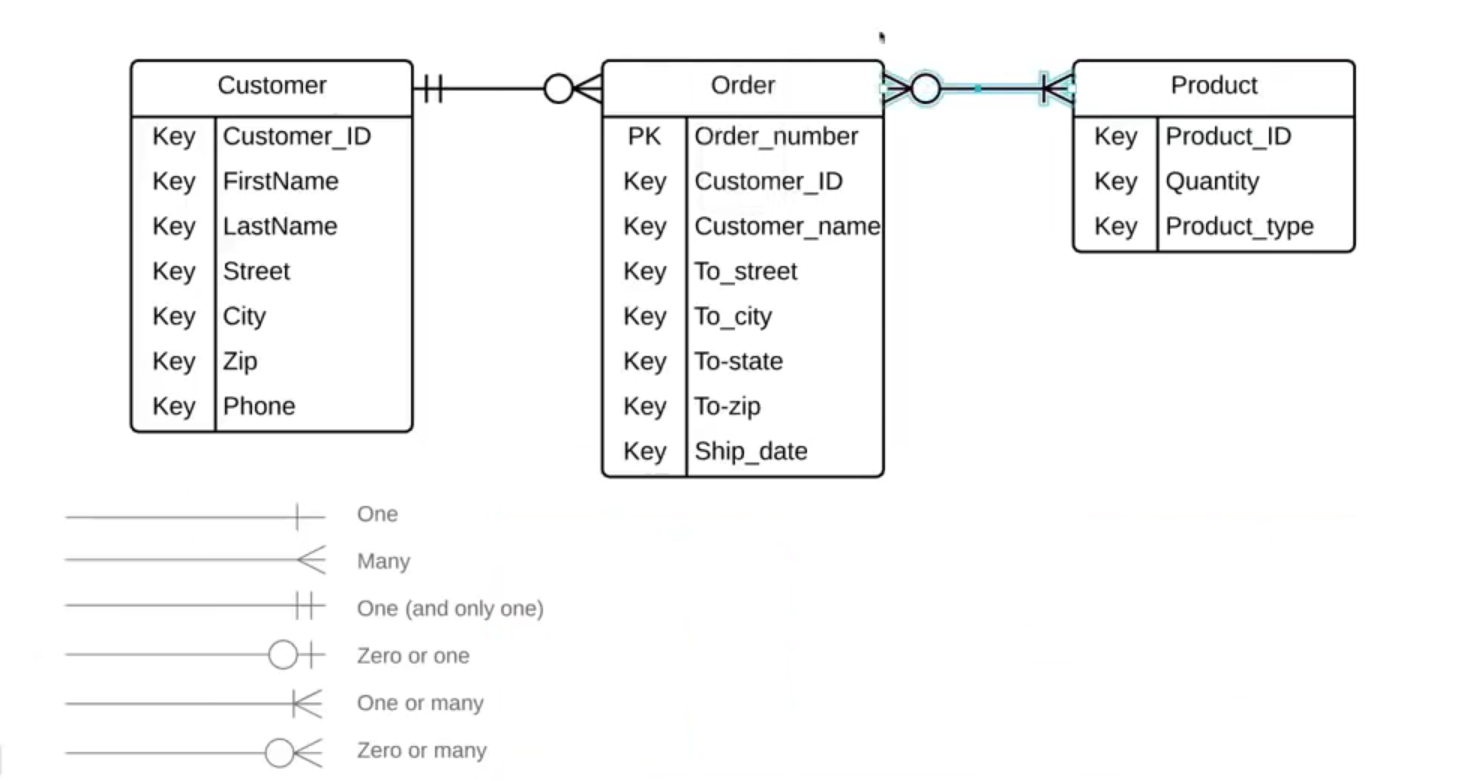 Customer
Key Customer_ID
Key FirstName
Key LastName
Key Street
Key City
Key Zip
Key Phone
Order
PK Order_number
Key Customer_ID
Key Customer_name
Key To_street
Key To_city
Key To-state
Key To-zip
Key Ship_date
Product
Key Product_ID
Key Quantity
Key Product_type
One
Many
One (and only one)
Zero or one
One or many
Zero or many